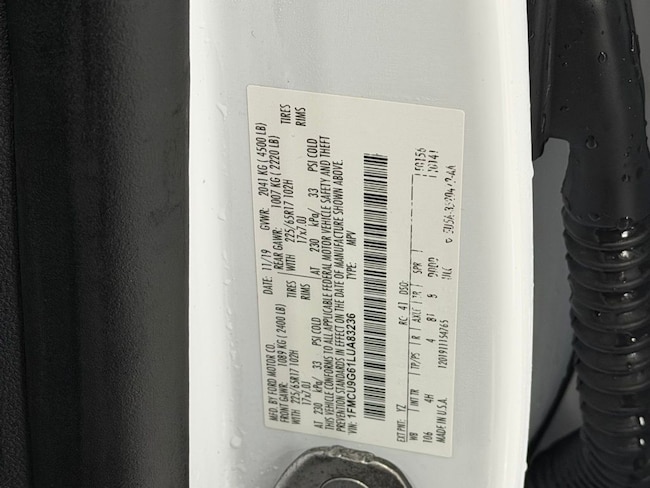 MFD. BY FORD MOTOR CO.
DATE: 11/19 GVWR: 2041 KG (4500 LB)
FRONT GAWR: 1089 KG (2400 LB) REAR GAWR: 1007 KG (2220 LB)
WITH 225/65R17 102H TIRES WITH 225/65R17 102H TIRES
17x7.0J RIMS 17x7.0J RIMS
AT 230 kPa/ 33 PSI COLD AT 230 kPa/ 33 PSI COLD
THIS VEHICLE CONFORMS TO ALL APPLICABLE FEDERAL MOTOR VEHICLE SAFETY AND THEFT
PREVENTION STANDARDS IN EFFECT ON THE DATE OF MANUFACTURE SHOWN ABOVE.
VIN: 1FMCU9G61LUA83236 TYPE: MPV
EXT PNT: YZ RC: 41 DSO:
WB INT TR TP/PS R AXLE TR SPR
106 4H 4 8
MADE IN U.S.A.